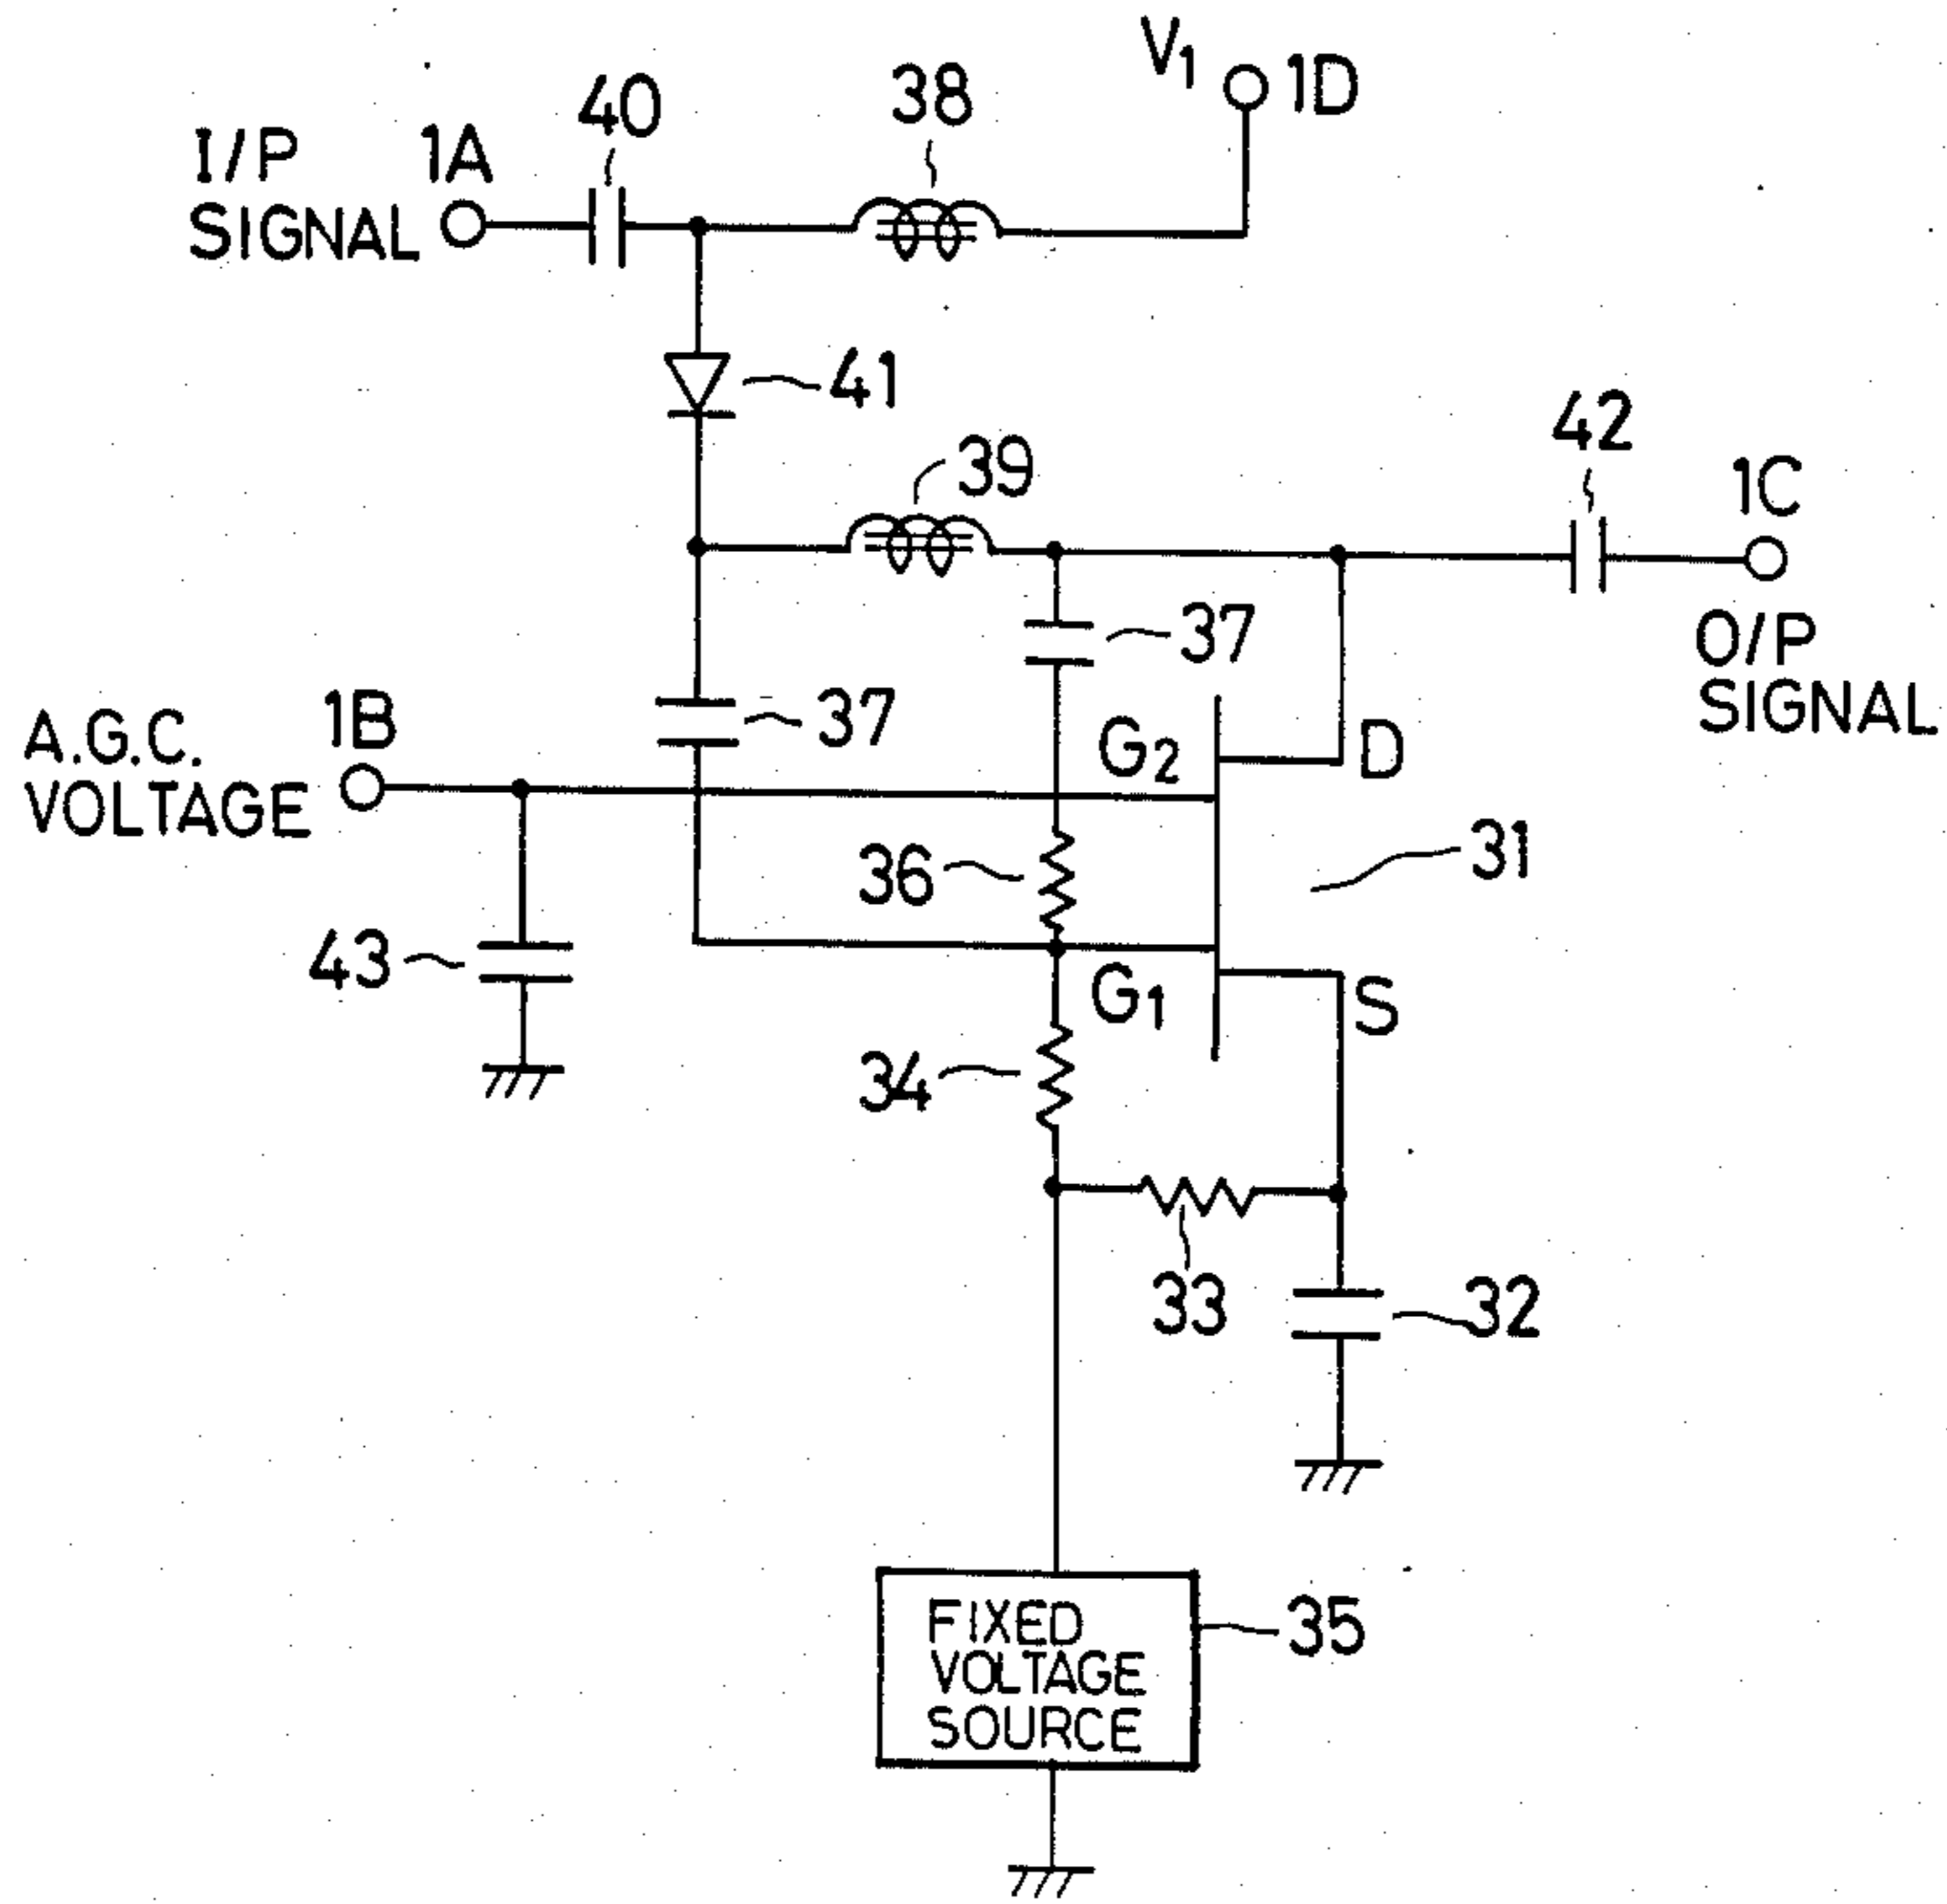 V1
1D
40
38
I/P
SIGNAL
1A
41
39
42
1C
O/P
SIGNAL
37
37
A.G.C.
VOLTAGE
1B
G2
D
31
36
43
G1
S
34
33
32
FIXED
VOLTAGE
SOURCE
35